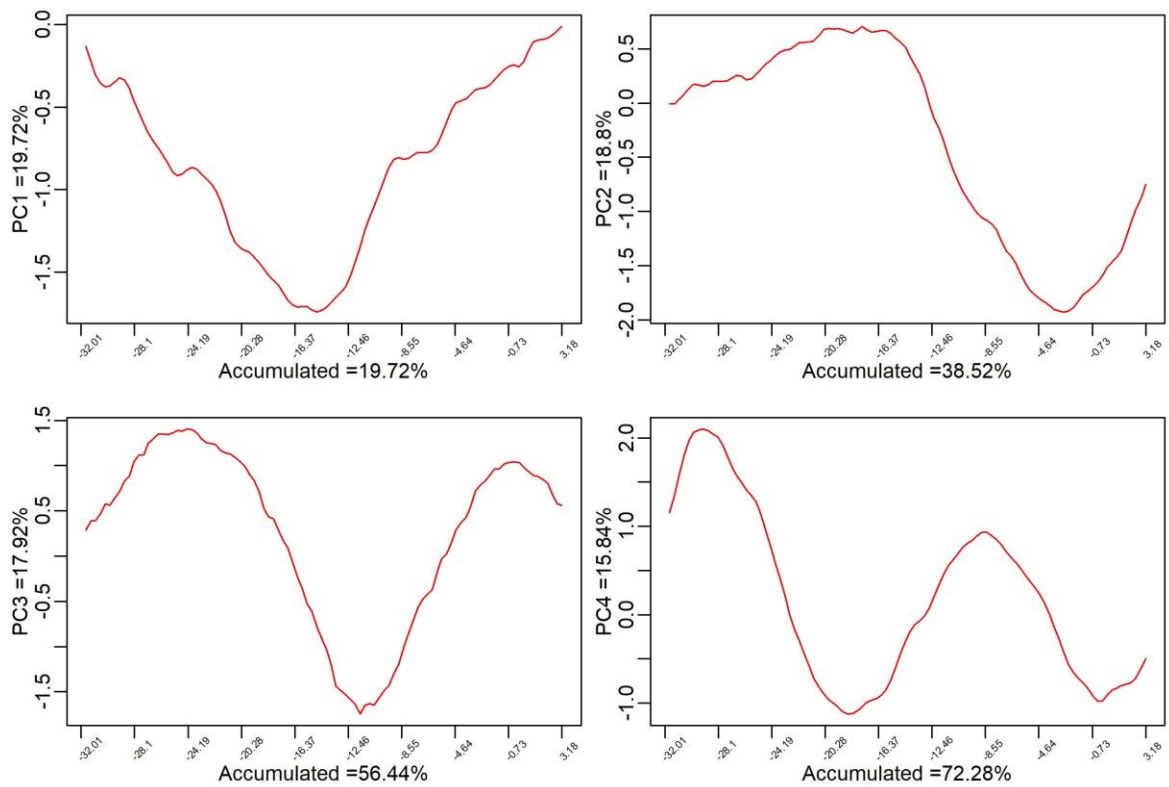 PC1 =19.72%
0.0
-0.5
-1.0
-1.5
-32.01 -28.1 -24.19 -20.28 -16.37 -12.46 -8.55 -4.64 -0.73 3.18
Accumulated =19.72%
PC2 =18.8%
0.5
0.0
-0.5
-1.0
-1.5
-2.0
-32.01 -28.1 -24.19 -20.28 -16.37 -12.46 -8.55 -4.64 -0.73 3.18
Accumulated =38.52%
PC3 =17.92%
1.5
0.5
-0.5
-1.5
-32.01 -28.1 -24.19 -20.28 -16.37 -12.46 -8.55 -4.64 -0.73 3.18
Accumulated =56.44%
PC4 =15.84%
2.0
1.0
0.0
-1.0
-32.01 -28.1 -24.19 -20.28 -16.37 -12.46 -8.55 -4.64 -0.73 3.18
Accumulated =72.28%